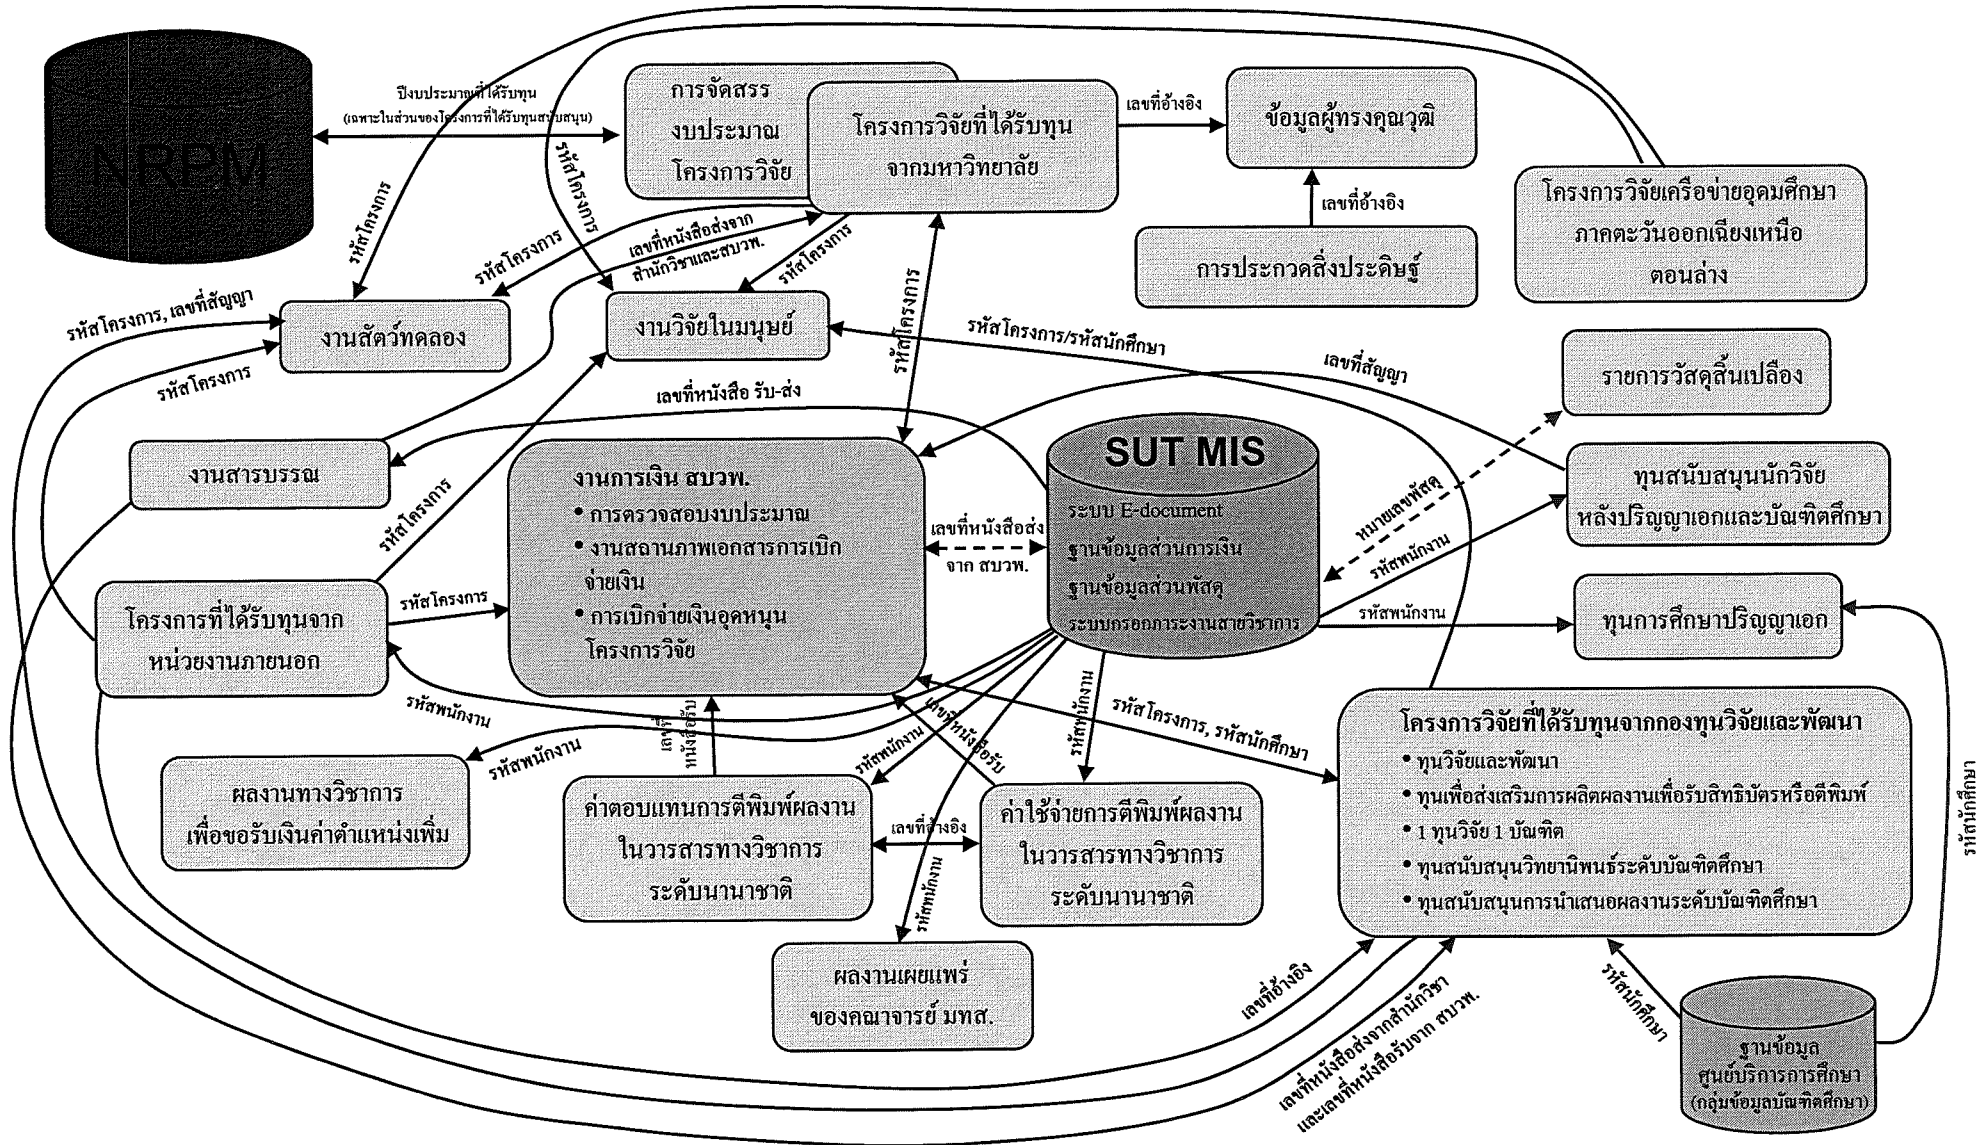 NRPM
ปีงบประมาณที่ได้รับทุน
(เฉพาะในส่วนของโครงการที่ได้รับทุนสนับสนุน)
การจัดสรร
งบประมาณ
โครงการวิจัย
โครงการวิจัยที่ได้รับทุน
จากมหาวิทยาลัย
เลขที่อ้างอิง
ข้อมูลผู้ทรงคุณวุฒิ
เลขที่อ้างอิง
การประกวดสิ่งประดิษฐ์
โครงการวิจัยเครือข่ายอุดมศึกษา
ภาคตะวันออกเฉียงเหนือ
ตอนล่าง
รหัสโครงการ
รหัสโครงการ
รหัสโครงการ
เลขที่หนังสือส่งจาก
สำนักวิชาและสบวพ.
รหัสโครงการ
รหัสโครงการ
รหัสโครงการ, เลขที่สัญญา
งานสัตว์ทดลอง
งานวิจัยในมนุษย์
รหัสโครงการ/รหัสนักศึกษา
รหัสโครงการ
เลขที่สัญญา
รายการวัสดุสิ้นเปลือง
เลขที่หนังสือ รับ-ส่ง
งานสารบรรณ
รหัสโครงการ
งานการเงิน สบวพ.
• การตรวจสอบงบประมาณ
• งานสถานภาพเอกสารการเบิก
จ่ายเงิน
• การเบิกจ่ายเงินอุดหนุน
โครงการวิจัย
เลขที่หนังสือส่ง
จาก สบวพ.
SUT MIS
ระบบ E-document
ฐานข้อมูลส่วนการเงิน
ฐานข้อมูลส่วนพัสดุ
ระบบกรอกภาระงานสายวิชาการ
หมายเลขพัสดุ
ทุนสนับสนุนนักวิจัย
หลังปริญญาเอกและบัณฑิตศึกษา
รหัสพนักงาน
รหัสพนักงาน
ทุนการศึกษาปริญญาเอก
โครงการที่ได้รับทุนจาก
หน่วยงานภายนอก
รหัสโครงการ
รหัสพนักงาน
รหัสพนักงาน
เลขที่
หนังสือรับ
รหัสพนักงาน
เลขที่หนังสือรับ
รหัสพนักงาน
รหัสโครงการ, รหัสนักศึกษา
ผลงานทางวิชาการ
เพื่อขอรับเงินค่าตำแหน่งเพิ่ม
ค่าตอบแทนการตีพิมพ์ผลงาน
ในวารสารทางวิชาการ
ระดับนานาชาติ
เลขที่อ้างอิง
ค่าใช้จ่ายการตีพิมพ์ผลงาน
ในวารสารทางวิชาการ
ระดับนานาชาติ
รหัสพนักงาน
ผลงานเผยแพร่
ของคณาจารย์ มทส.
โครงการวิจัยที่ได้รับทุนจากกองทุนวิจัยและพัฒนา
• ทุนวิจัยและพัฒนา
• ทุนเพื่อส่งเสริมการผลิตผลงานเพื่อรับสิทธิบัตรหรือตีพิมพ์
• 1 ทุนวิจัย 1 บัณฑิต
• ทุนสนับสนุนวิทยานิพนธ์ระดับบัณฑิตศึกษา
• ทุนสนับสนุนการนำเสนอผลงานระดับบัณฑิตศึกษา
รหัสนักศึกษา
เลขที่อ้างอิง
เลขที่หนังสือส่งจากสำนักวิชา
และเลขที่หนังสือรับจาก สบวพ.
รหัสนักศึกษา
ฐานข้อมูล
ศูนย์บริการการศึกษา
(กลุ่มข้อมูลบัณฑิตศึกษา)